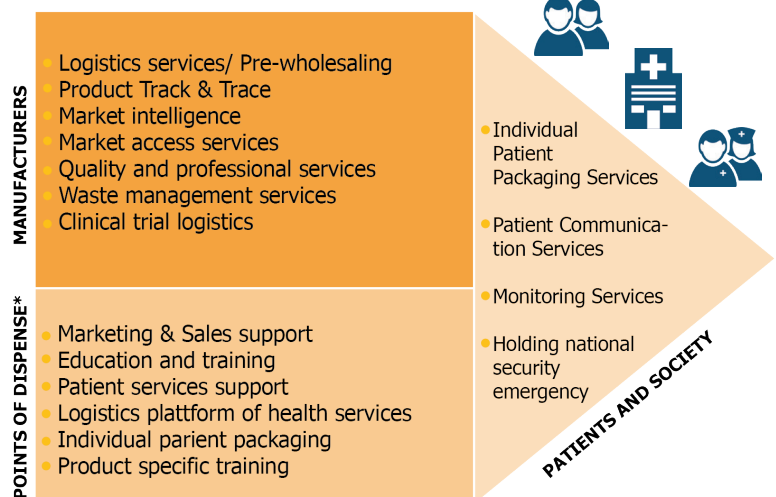 MANUFACTURERS
Logistics services/ Pre-wholesaling
Product Track & Trace
Market intelligence
Market access services
Quality and professional services
Waste management services
Clinical trial logistics
POINTS OF DISPENSE*
Marketing & Sales support
Education and training
Patient services support
Logistics plattform of health services
Individual parient packaging
Product specific training
Individual
Patient
Packaging Services
Patient Communica-
tion Services
Monitoring Services
Holding national
security
emergency
PATIENTS AND SOCIETY